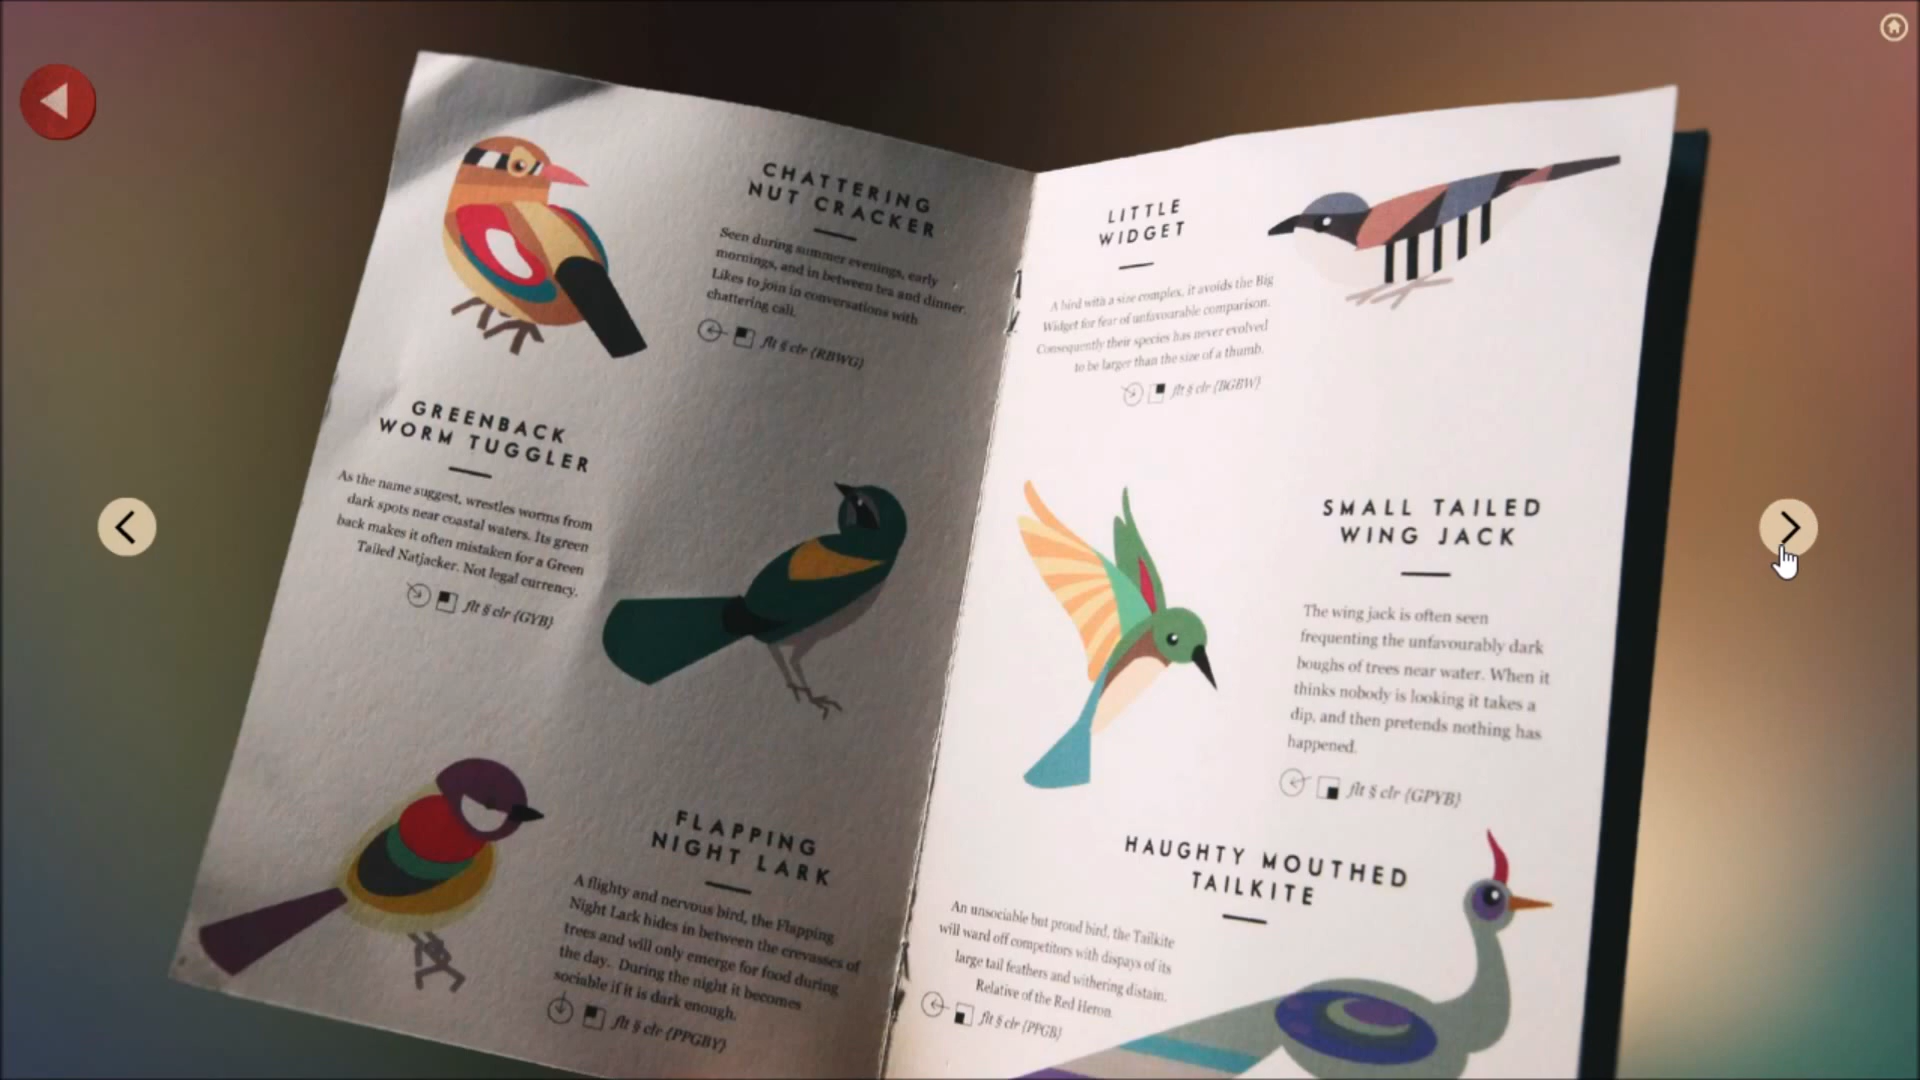 CHATTERING
NUT CRACKER
Seen during summer evenings, early
mornings, and in between tea and dinner.
Likes to join in conversations with
chattering call.
flt § clr {RBWG}
GREENBACK
WORM TUGGLER
As the name suggest, wrestles worms from
dark spots near coastal waters. Its green
back makes it often mistaken for a Green
Tailed Natjacker. Not legal currency.
flt § clr {GYB}
FLAPPING
NIGHT LARK
A flighty and nervous bird, the Flapping
Night Lark hides in between the crevasses of
trees and will only emerge for food during
the day. During the night it becomes
sociable if it is dark enough.
flt § clr {PPGBY}
LITTLE
WIDGET
A bird with a size complex, it avoids the Big
Widget for fear of unfavourable comparison.
Consequently their species has never evolved
to be larger than the size of a thumb.
flt § clr {BGBW}
SMALL TAILED
WING JACK
The wing jack is often seen
frequenting the unfavourably dark
boughs of trees near water. When it
thinks nobody is looking it takes a
dip, and then pretends nothing has
happened.
flt § clr {GPYB}
HAUGHTY MOUTHED
TAILKITE
An unsociable but proud bird, the Tailkite
will ward off competitors with dispays of its
large tail feathers and withering distain.
Relative of the Red Heron.
flt § clr {PPGB}